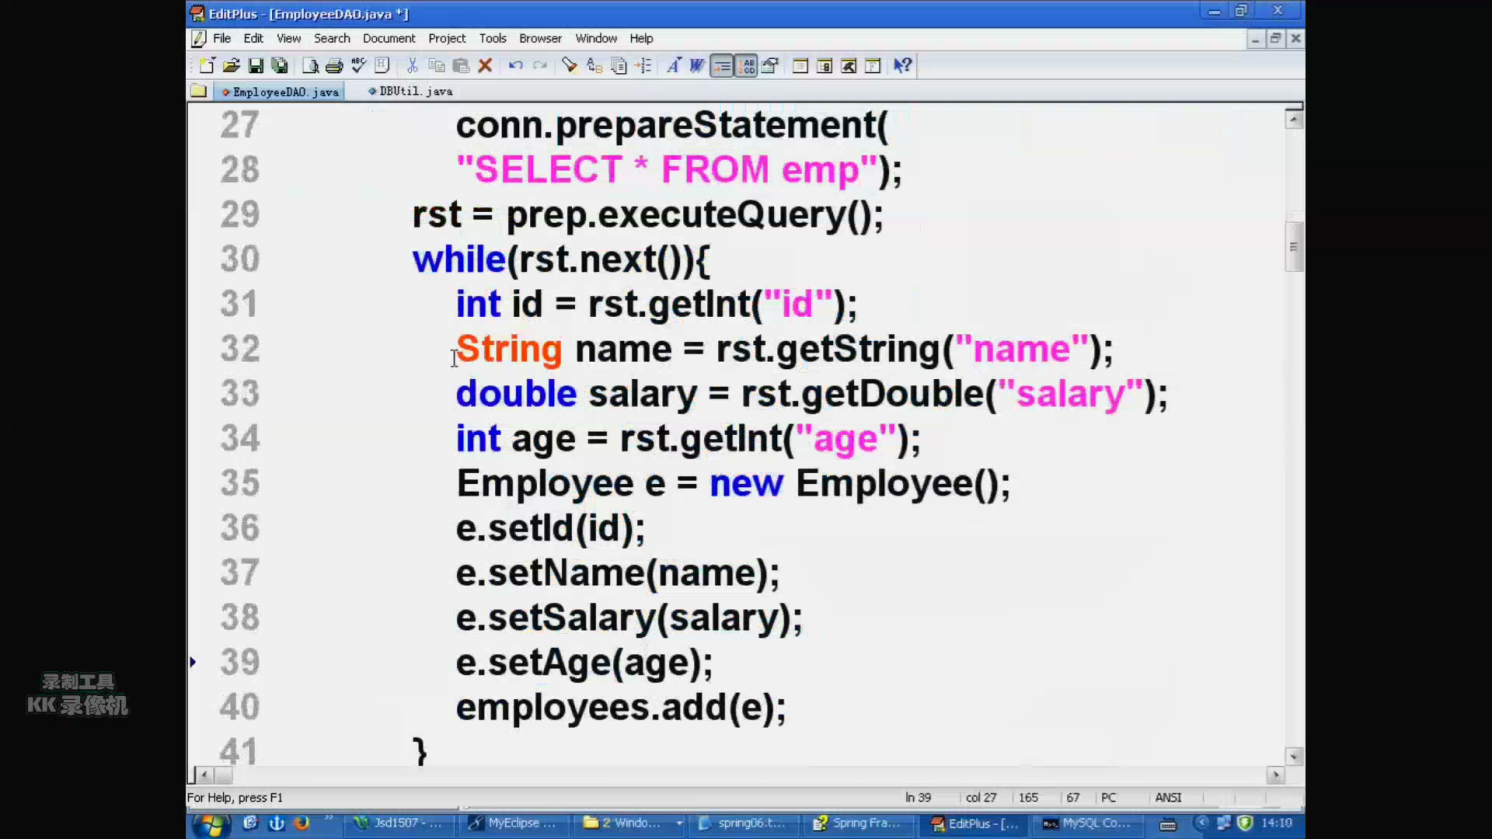 EditPlus - [EmployeeDAO.java *]
File Edit View Search Document Project Tools Browser Window Help
EmployeeDAO.java DBUtil.java
27 conn.prepareStatement(
28 "SELECT * FROM emp");
29 rst = prep.executeQuery();
30 while(rst.next()){
31 int id = rst.getInt("id");
32 String name = rst.getString("name");
33 double salary = rst.getDouble("salary");
34 int age = rst.getInt("age");
35 Employee e = new Employee();
36 e.setId(id);
37 e.setName(name);
38 e.setSalary(salary);
39 e.setAge(age);
40 employees.add(e);
41 }
录制工具
KK 录像机
For Help, press F1 ln 39 col 27 165 67 PC ANSI
Jsd1507 - ... MyEclipse ... 2 Windo... spring06.t... Spring Fra... EditPlus - [... MySQL Co... 14:10